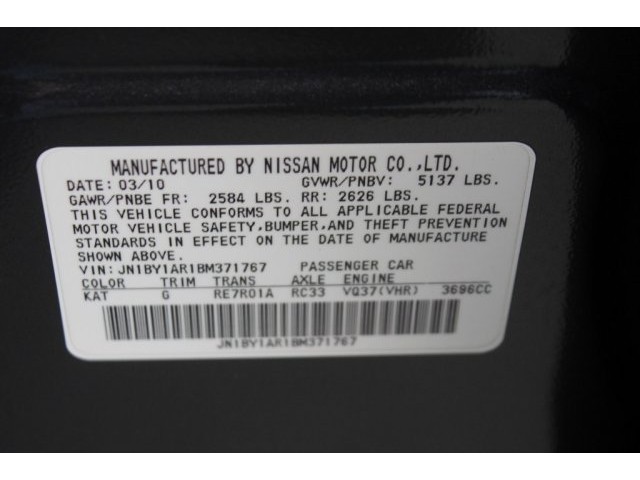 MANUFACTURED BY NISSAN MOTOR CO.,LTD.
DATE: 03/10 GVWR/PNBV: 5137 LBS.
GAWR/PNBE FR: 2584 LBS. RR: 2626 LBS.
THIS VEHICLE CONFORMS TO ALL APPLICABLE FEDERAL
MOTOR VEHICLE SAFETY,BUMPER,AND THEFT PREVENTION
STANDARDS IN EFFECT ON THE DATE OF MANUFACTURE
SHOWN ABOVE.
VIN: JN1BY1AR1BM371767 PASSENGER CAR
COLOR TRIM TRANS AXLE ENGINE
KAT G RE7R01A RC33 VQ37(VHR) 3696CC
JN1BY1AR1BM371767